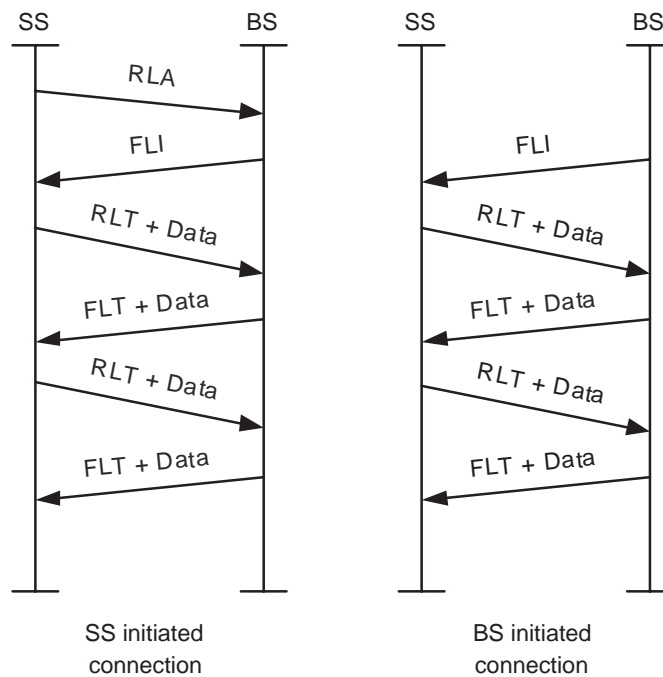 SS
BS
RLA
FLI
RLT + Data
FLT + Data
RLT + Data
FLT + Data
SS initiated
connection
SS
BS
FLI
RLT + Data
FLT + Data
RLT + Data
FLT + Data
BS initiated
connection